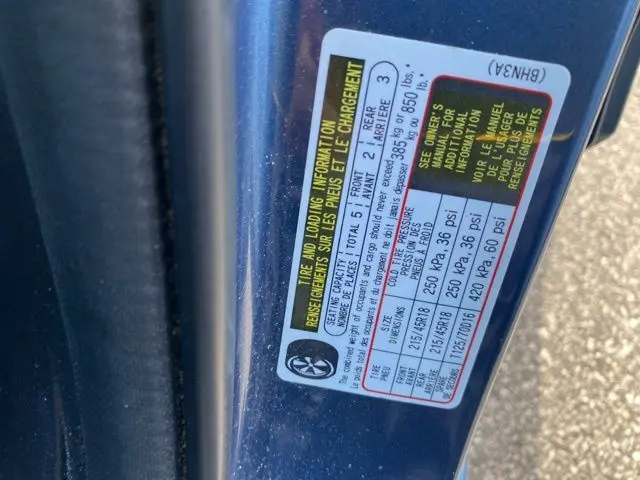 TIRE AND LOADING INFORMATION
RENSEIGNEMENTS SUR LES PNEUS ET LE CHARGEMENT
SEATING CAPACITY
NOMBRE DE PLACES
TOTAL 5
FRONT
AVANT
2
REAR
ARRIÈRE
3
The combined weight of occupants and cargo should never exceed
Le poids total des occupants et du chargement ne doit jamais dépasser
385 kg or 850 lbs.
kg ou lb.
TIRE
PNEU
SIZE
DIMENSIONS
COLD TIRE PRESSURE
PRESSION DES
PNEUS À FROID
FRONT
AVANT
215/45R18
250 kPa, 36 psi
REAR
ARRIÈRE
215/45R18
250 kPa, 36 psi
SPARE
DE SECOURS
T125/70D16
420 kPa, 60 psi
SEE OWNER'S
MANUAL FOR
ADDITIONAL
INFORMATION
VOIR LE MANUEL
DE L'USAGER
POUR PLUS DE
RENSEIGNEMENTS
(BHN3A)